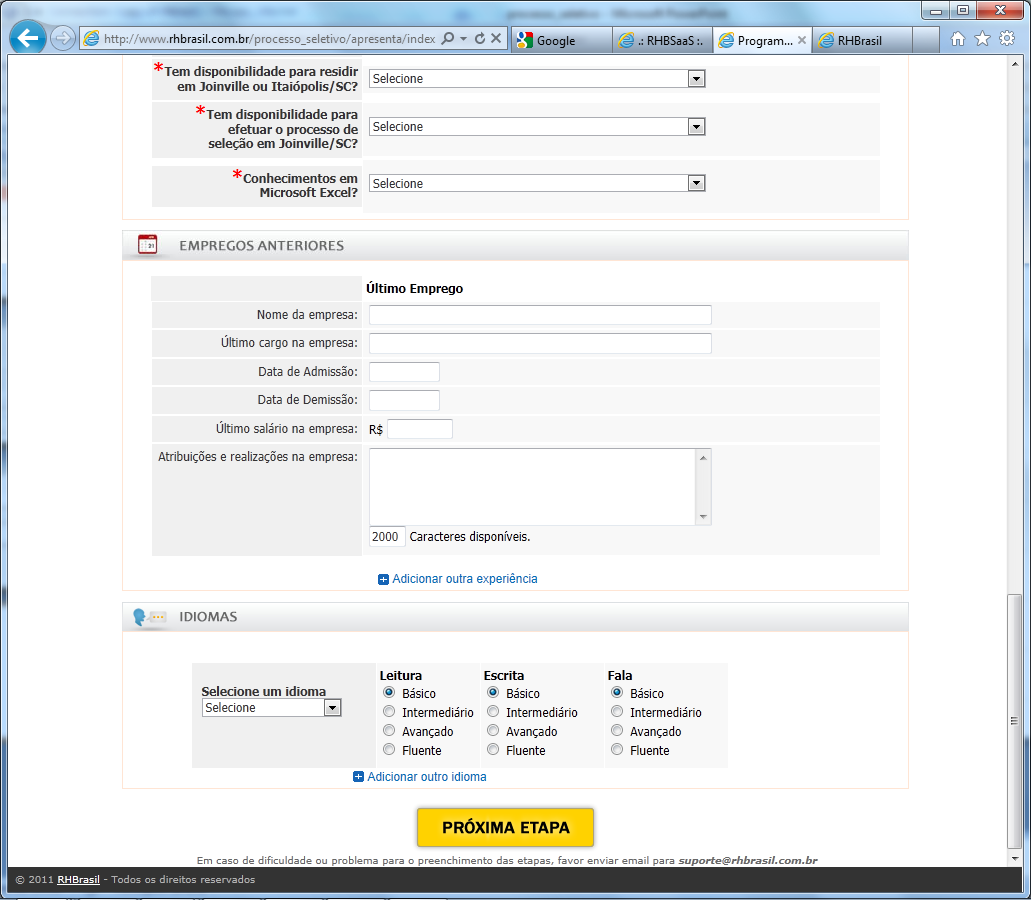 processo_seletivo - Microsoft PowerPoint
http://www.rhbrasil.com.br/processo_seletivo/apresenta/index
Google
.: RHBSaaS :.
Program...
RHBrasil
*Tem disponibilidade para residir
em Joinville ou Itaiópolis/SC?
Selecione
*Tem disponibilidade para
efetuar o processo de
seleção em Joinville/SC?
Selecione
*Conhecimentos em
Microsoft Excel?
Selecione
EMPREGOS ANTERIORES
Último Emprego
Nome da empresa:
Último cargo na empresa:
Data de Admissão:
Data de Demissão:
Último salário na empresa: R$
Atribuições e realizações na empresa:
2000 Caracteres disponíveis.
Adicionar outra experiência
IDIOMAS
Selecione um idioma
Selecione
Leitura
Básico
Intermediário
Avançado
Fluente
Escrita
Básico
Intermediário
Avançado
Fluente
Fala
Básico
Intermediário
Avançado
Fluente
Adicionar outro idioma
PRÓXIMA ETAPA
Em caso de dificuldade ou problema para o preenchimento das etapas, favor enviar email para suporte@rhbrasil.com.br
© 2011 RHBrasil - Todos os direitos reservados